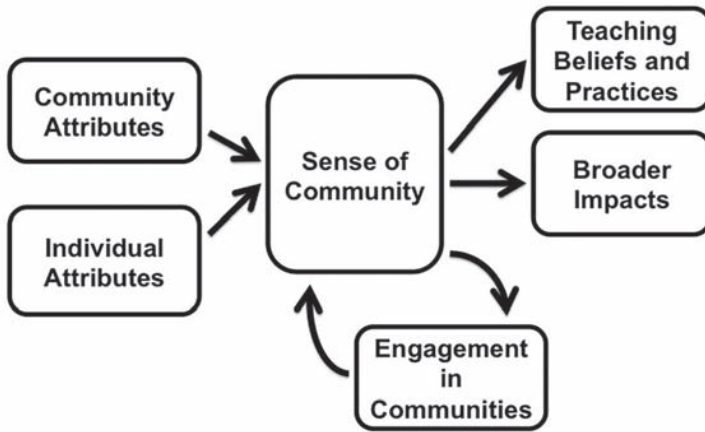 Community
Attributes
Individual
Attributes
Sense of
Community
Teaching
Beliefs and
Practices
Broader
Impacts
Engagement
in
Communities